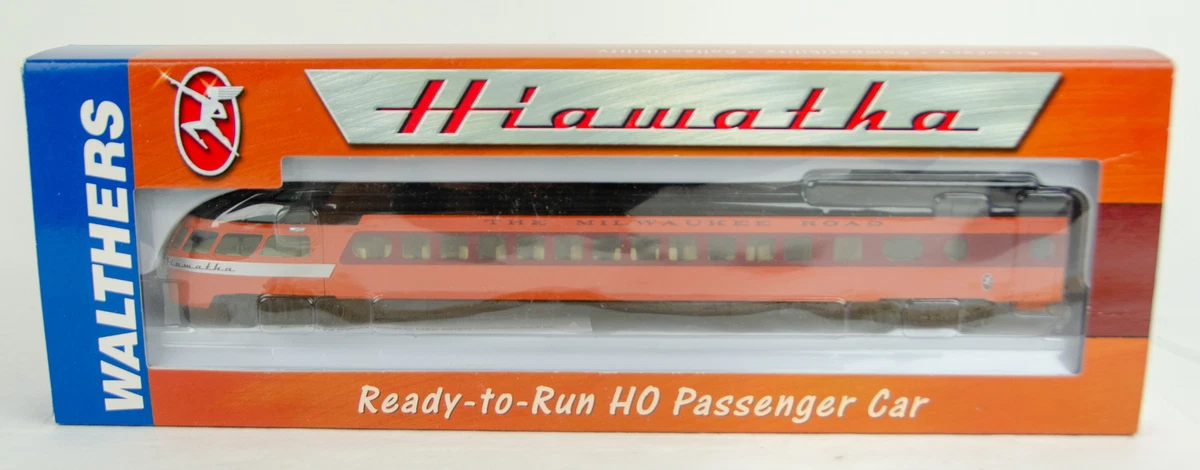 WALTHERS
Hiawatha
THE MILWAUKEE ROAD
Hiawatha
Ready-to-Run HO Passenger Car